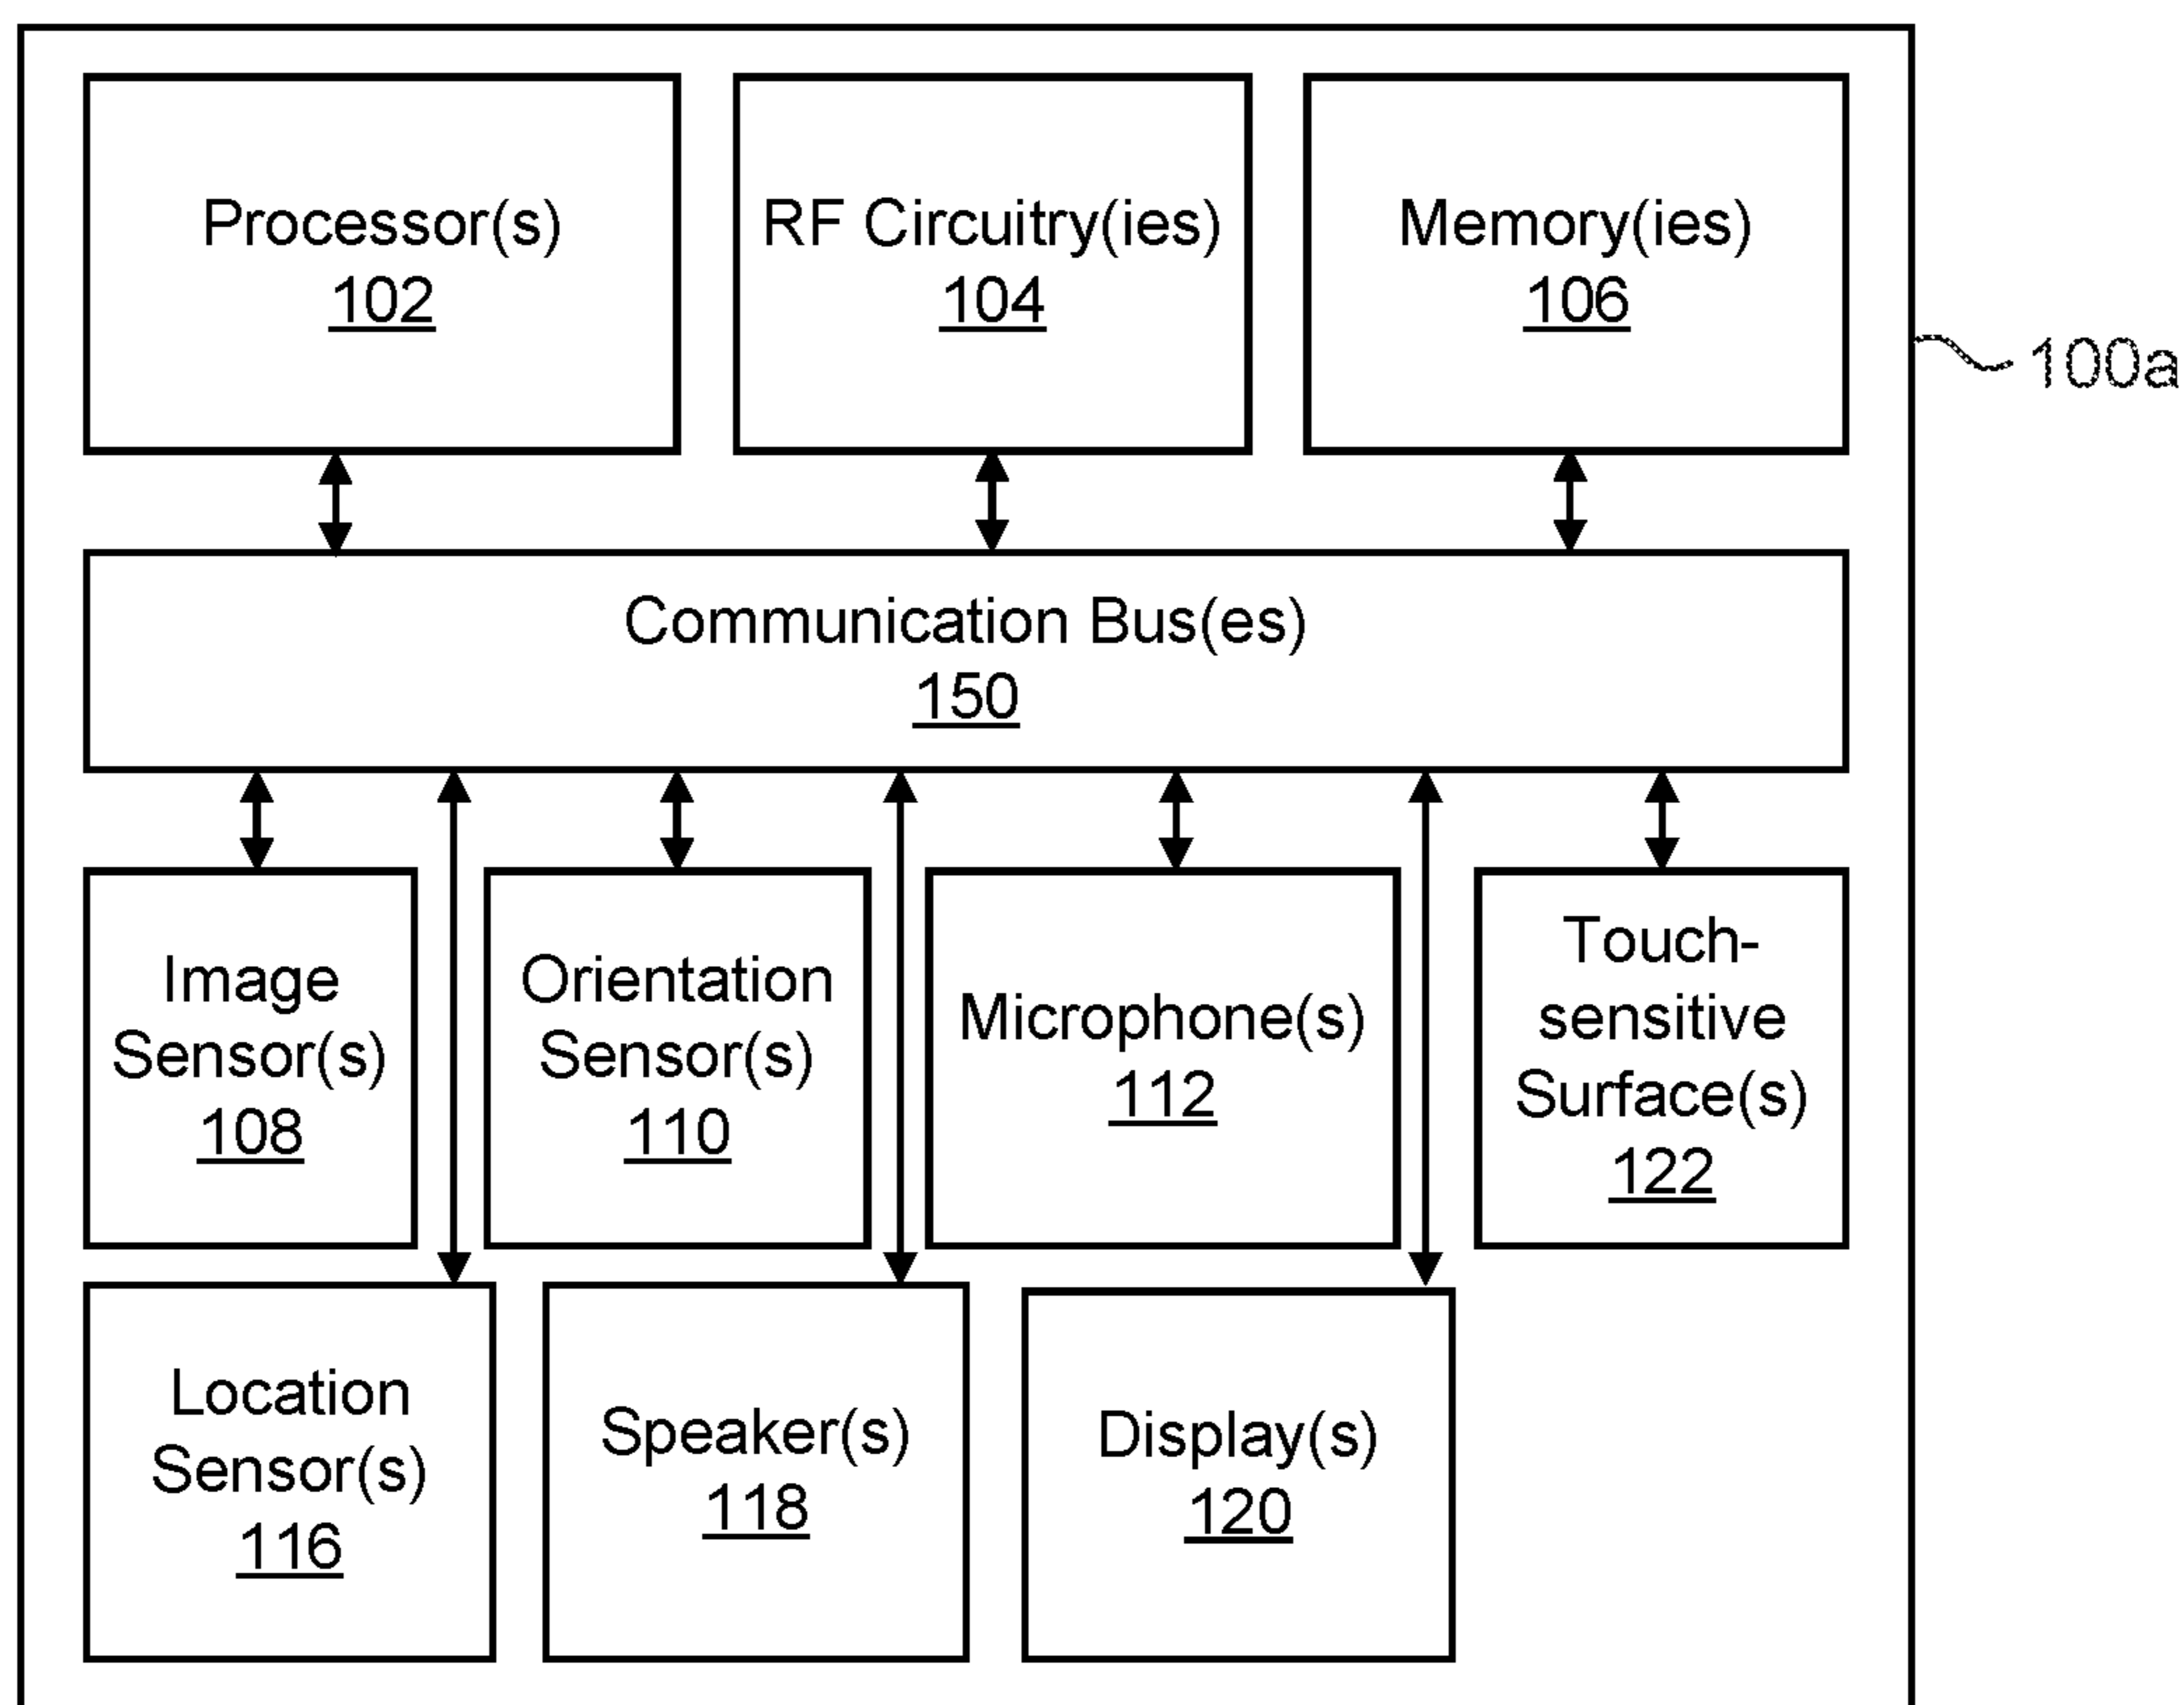 Processor(s)
102
RF Circuitry(ies)
104
Memory(ies)
106
100a
Communication Bus(es)
150
Image
Sensor(s)
108
Orientation
Sensor(s)
110
Microphone(s)
112
Touch-
sensitive
Surface(s)
122
Location
Sensor(s)
116
Speaker(s)
118
Display(s)
120